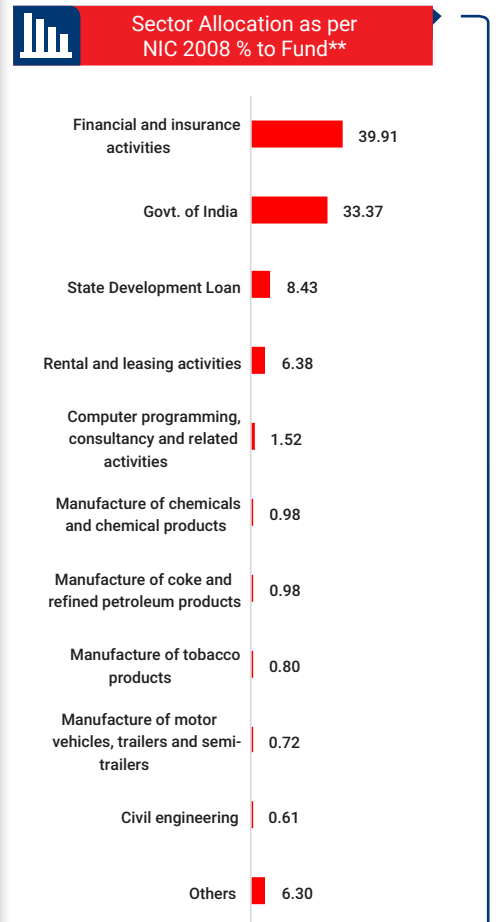 Sector Allocation as per
NIC 2008 % to Fund**
Financial and insurance
activities
39.91
Govt. of India
33.37
State Development Loan
8.43
Rental and leasing activities
6.38
Computer programming,
consultancy and related
activities
1.52
Manufacture of chemicals
and chemical products
0.98
Manufacture of coke and
refined petroleum products
0.98
Manufacture of tobacco
products
0.80
Manufacture of motor
vehicles, trailers and semi-
trailers
0.72
Civil engineering
0.61
Others
6.30